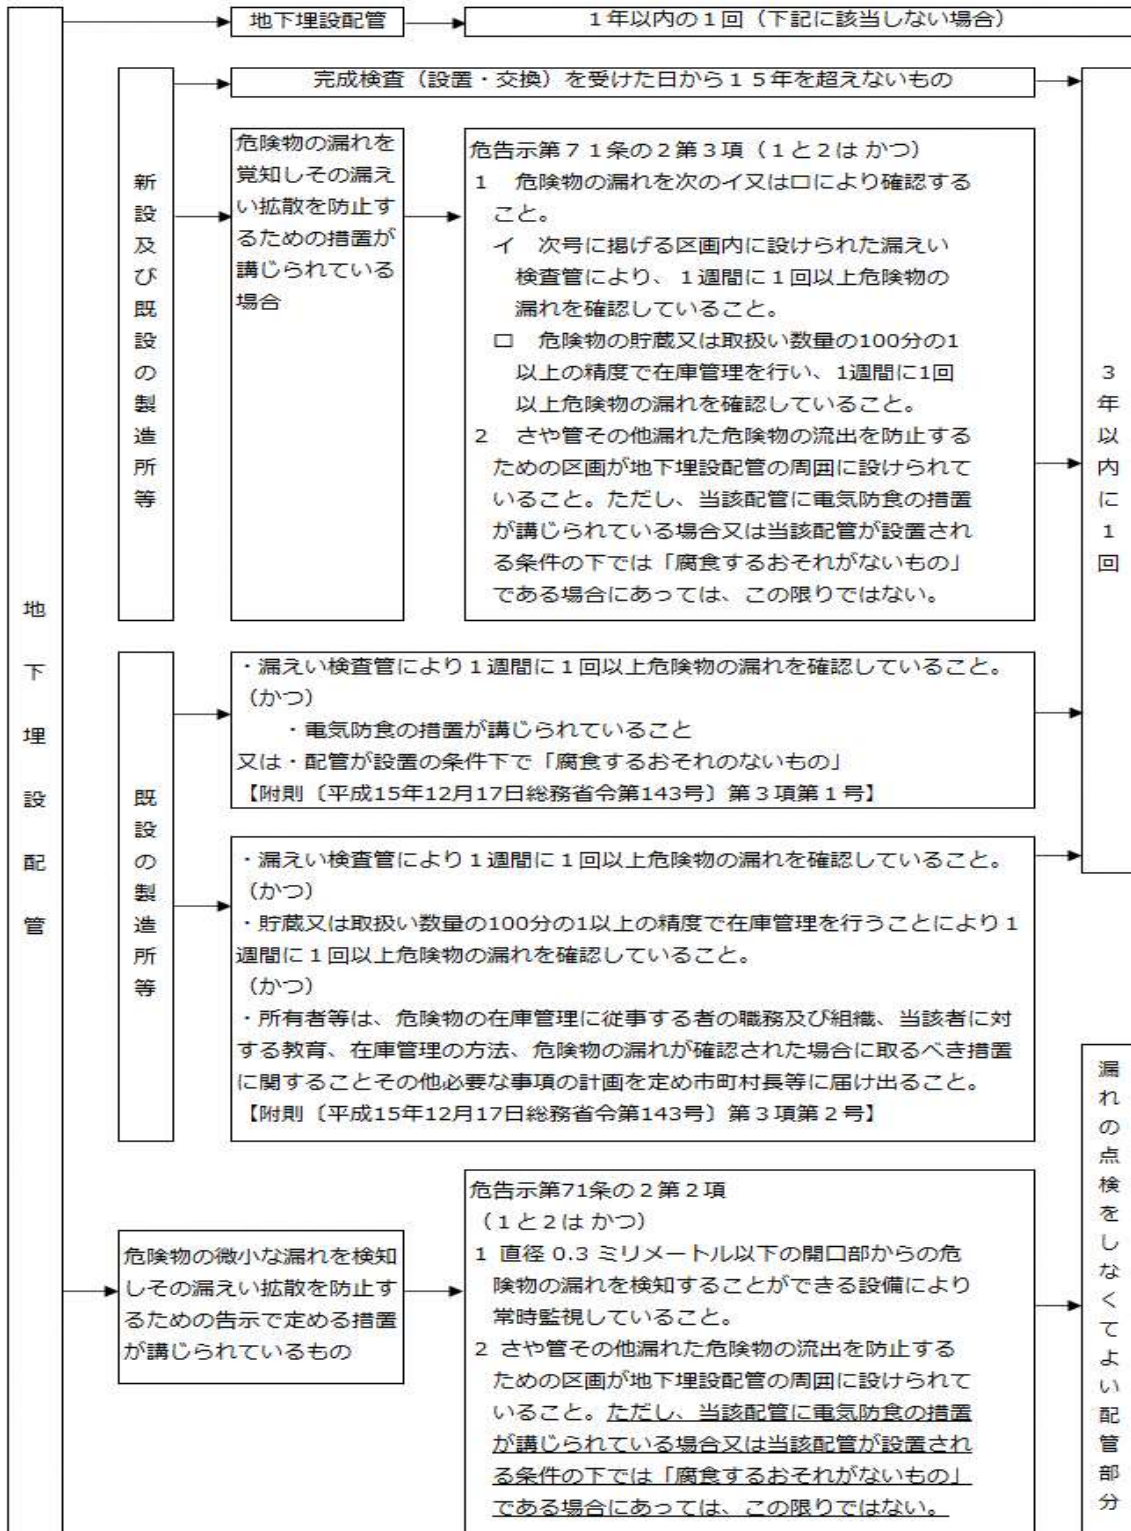 地下埋設配管
地下埋設配管
１年以内の１回（下記に該当しない場合）
新設及び既設の製造所等
完成検査（設置・交換）を受けた日から１５年を超えないもの
危険物の漏れを
覚知しその漏え
い拡散を防止す
るための措置が
講じられている
場合
危告示第７１条の２第３項（１と２は かつ）
１　危険物の漏れを次のイ又はロにより確認する
こと。
イ　次号に掲げる区画内に設けられた漏えい
検査管により、１週間に１回以上危険物の
漏れを確認していること。
ロ　危険物の貯蔵又は取扱い数量の100分の1
以上の精度で在庫管理を行い、1週間に1回
以上危険物の漏れを確認していること。
２　さや管その他漏れた危険物の流出を防止する
ための区画が地下埋設配管の周囲に設けられて
いること。ただし、当該配管に電気防食の措置
が講じられている場合又は当該配管が設置され
る条件の下では「腐食するおそれがないもの」
である場合にあっては、この限りではない。
３年以内に１回
既設の製造所等
・漏えい検査管により１週間に１回以上危険物の漏れを確認していること。
（かつ）
・電気防食の措置が講じられていること
又は・配管が設置の条件下で「腐食するおそれのないもの」
【附則〔平成15年12月17日総務省令第143号〕第３項第１号】
・漏えい検査管により１週間に１回以上危険物の漏れを確認していること。
（かつ）
・貯蔵又は取扱い数量の100分の1以上の精度で在庫管理を行うことにより１
週間に１回以上危険物の漏れを確認していること。
（かつ）
・所有者等は、危険物の在庫管理に従事する者の職務及び組織、当該者に対
する教育、在庫管理の方法、危険物の漏れが確認された場合に取るべき措置
に関することその他必要な事項の計画を定め市町村長等に届け出ること。
【附則〔平成15年12月17日総務省令第143号〕第３項第２号】
危険物の微小な漏れを検知
しその漏えい拡散を防止す
るための告示で定める措置
が講じられているもの
危告示第71条の２第２項
（１と２は かつ）
１ 直径 0.3 ミリメートル以下の開口部からの危
険物の漏れを検知することができる設備により
常時監視していること。
２ さや管その他漏れた危険物の流出を防止する
ための区画が地下埋設配管の周囲に設けられて
いること。ただし、当該配管に電気防食の措置
が講じられている場合又は当該配管が設置され
る条件の下では「腐食するおそれがないもの」
である場合にあっては、この限りではない。
漏れの点検をしなくてよい配管部分